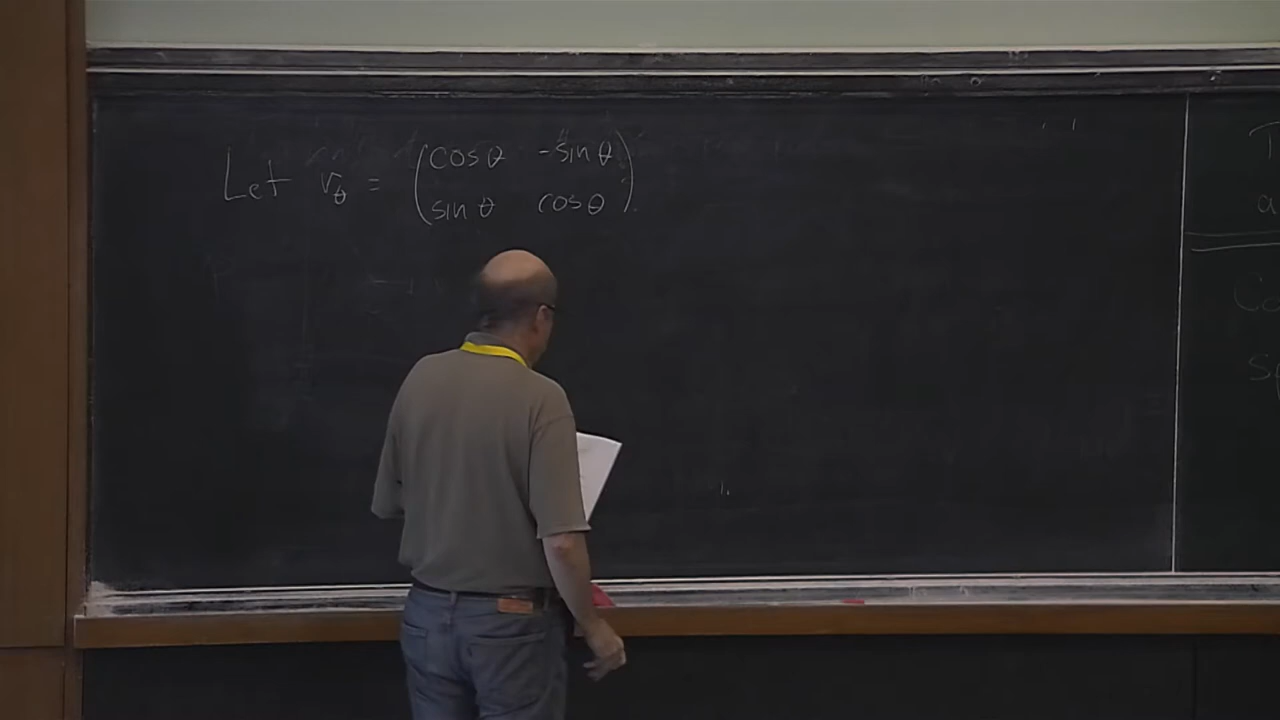 Let r_θ = ( cos θ   -sin θ )
( sin θ   cos θ )